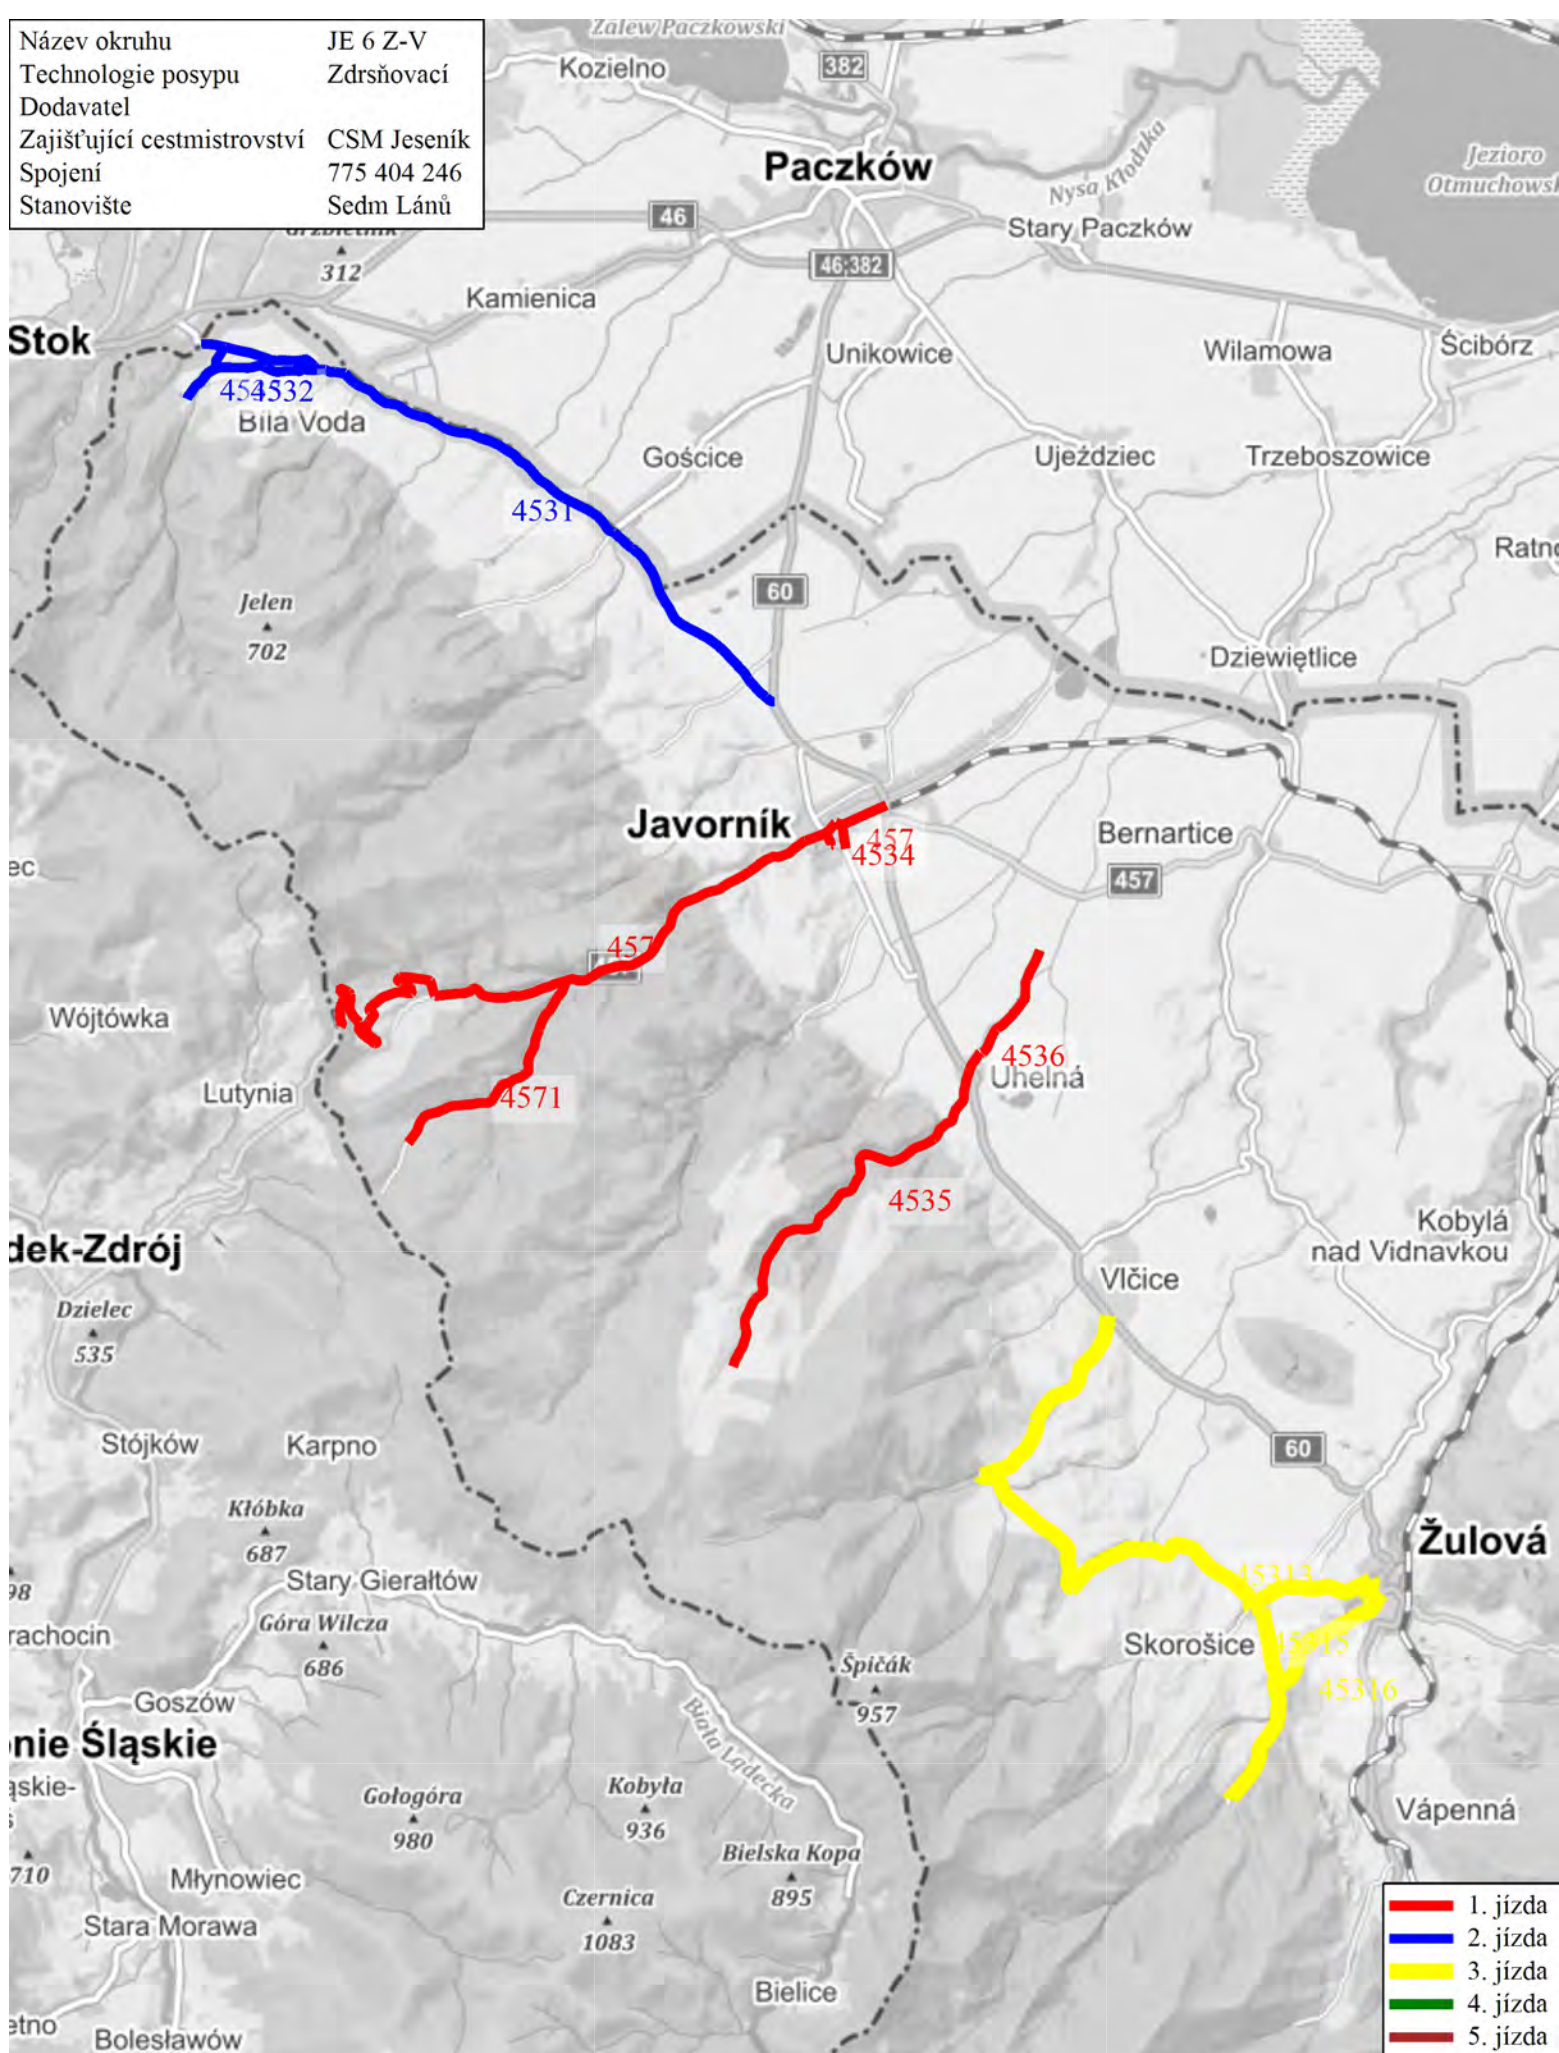 Název okruhu JE 6 Z-V
Technologie posypu Zdrsňovací
Dodavatel
Zajišťující cestmistrovství CSM Jeseník
Spojení 775 404 246
Stanoviště Sedm Lánů
Zalew Paczkowski
Kozielno
382
Paczków
Nysa Kłodzka
Jezioro
Otmuchowsk
46
Stary Paczków
312
46;382
Kamienica
Stok
Unikowice
Wilamowa
Ścibórz
4532
Bílá Voda
Gościce
Ujeździec
Trzeboszowice
4531
Ratno
60
Jelen
702
Dziewiętlice
Javorník
457
4534
Bernartice
457
ec
457
Wójtówka
4536
Uhelná
Lutynia
4571
4535
Kobylá
nad Vidnavkou
dek-Zdrój
Vlčice
Dzielec
535
Stójków
Karpno
60
Kłóbka
687
Žulová
98
Stary Gierałtów
45313
rachocin
Góra Wilcza
686
Skorošice
45315
Špičák
957
45316
Goszów
Biała Lądecka
nie Śląskie
ąskie-
Gołogóra
980
Kobyła
936
Vápenná
710
Bielska Kopa
895
Młynowiec
Czernica
1083
Stara Morawa
Bielice
etno
Bolesławów
1. jízda
2. jízda
3. jízda
4. jízda
5. jízda